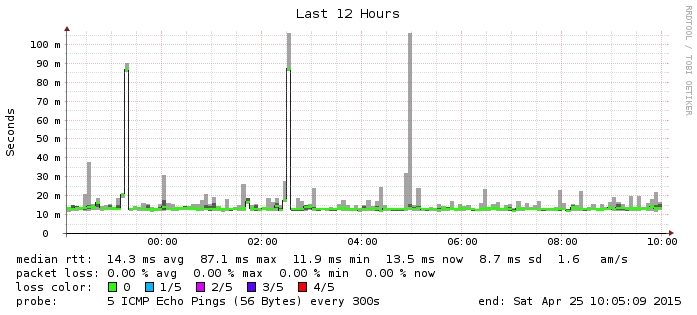 Last 12 Hours
RRDTOOL / TOBI OETIKER
Seconds
100 m
90 m
80 m
70 m
60 m
50 m
40 m
30 m
20 m
10 m
0
00:00 02:00 04:00 06:00 08:00 10:00
median rtt: 14.3 ms avg 87.1 ms max 11.9 ms min 13.5 ms now 8.7 ms sd 1.6 am/s
packet loss: 0.00 % avg 0.00 % max 0.00 % min 0.00 % now
loss color: 0 1/5 2/5 3/5 4/5
probe: 5 ICMP Echo Pings (56 Bytes) every 300s end: Sat Apr 25 10:05:09 2015